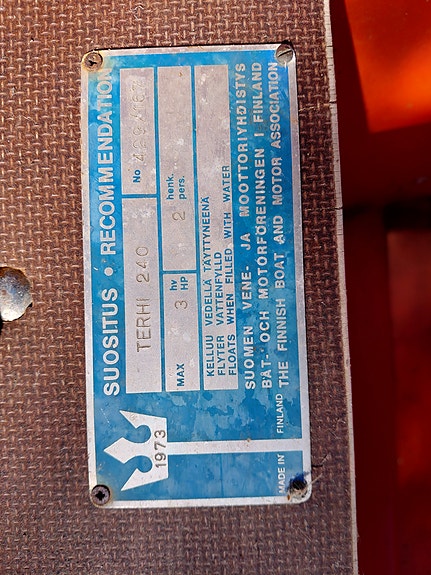 SUOSITUS • RECOMMENDATION
TERHI 240
No
MAX 3 hv HP
2 henk. pers.
KELLUU VEDELLÄ TÄYTTYNEENÄ
FLYTER VATTENFYLLD
FLOATS WHEN FILLED WITH WATER
SUOMEN VENE- JA MOOTTORIYHDISTYS
BÅT- OCH MOTORFÖRENINGEN I FINLAND
THE FINNISH BOAT AND MOTOR ASSOCIATION
1973
MADE IN FINLAND